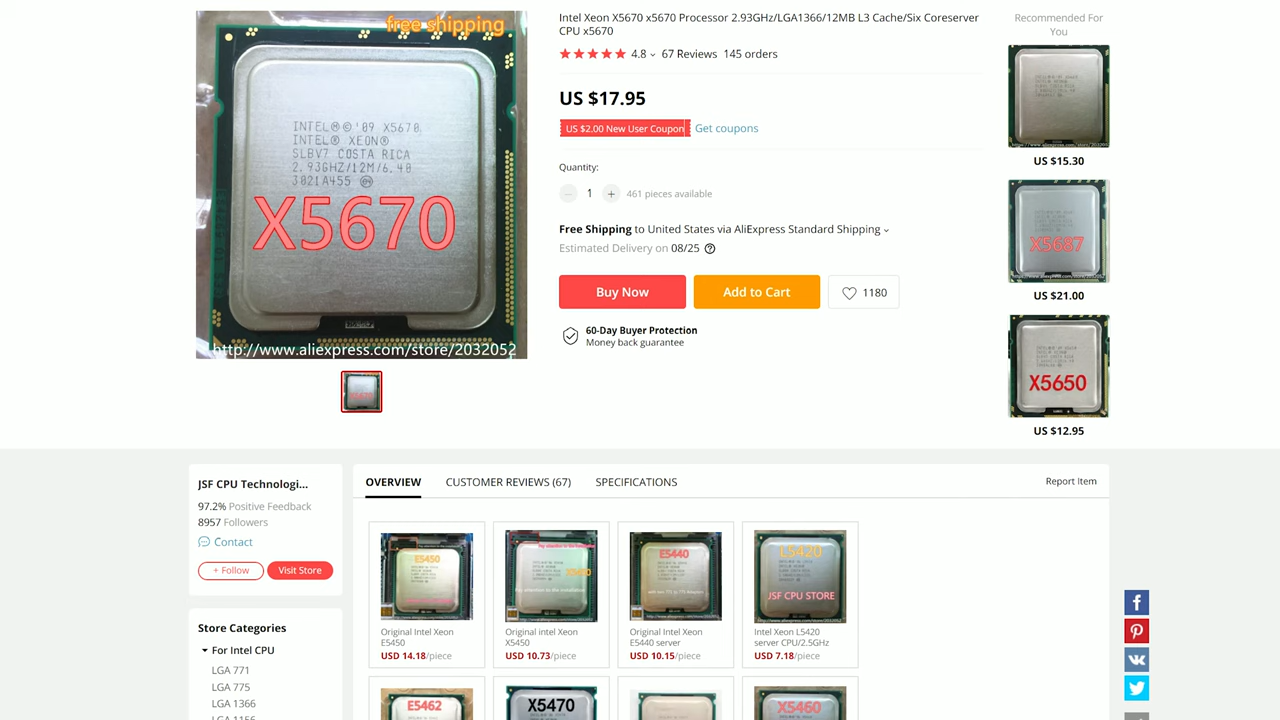 free shipping
INTEL®©'09 X5670
INTEL® XEON®
SLBV7 COSTA RICA
2.93GHZ/12M/6.40
3021A455
X5670
http://www.aliexpress.com/store/2032052
Intel Xeon X5670 x5670 Processor 2.93GHz/LGA1366/12MB L3 Cache/Six Coreserver
CPU x5670
4.8 67 Reviews 145 orders
US $17.95
US $2.00 New User Coupon Get coupons
Quantity:
− 1 + 461 pieces available
Free Shipping to United States via AliExpress Standard Shipping
Estimated Delivery on 08/25
Buy Now Add to Cart 1180
60-Day Buyer Protection
Money back guarantee
Recommended For
You
US $15.30
X5687
US $21.00
X5650
US $12.95
JSF CPU Technologi...
97.2% Positive Feedback
8957 Followers
Contact
+ Follow Visit Store
Store Categories
For Intel CPU
LGA 771
LGA 775
LGA 1366
LGA 1156
OVERVIEW CUSTOMER REVIEWS (67) SPECIFICATIONS Report Item
E5450
Original Intel Xeon
E5450
USD 14.18/piece
Original intel Xeon
X5450
USD 10.73/piece
E5440
Original Intel Xeon
E5440 server
USD 10.15/piece
L5420
JSF CPU STORE
Intel Xeon L5420
server CPU/2.5GHz
USD 7.18/piece
E5462
X5470
X5460